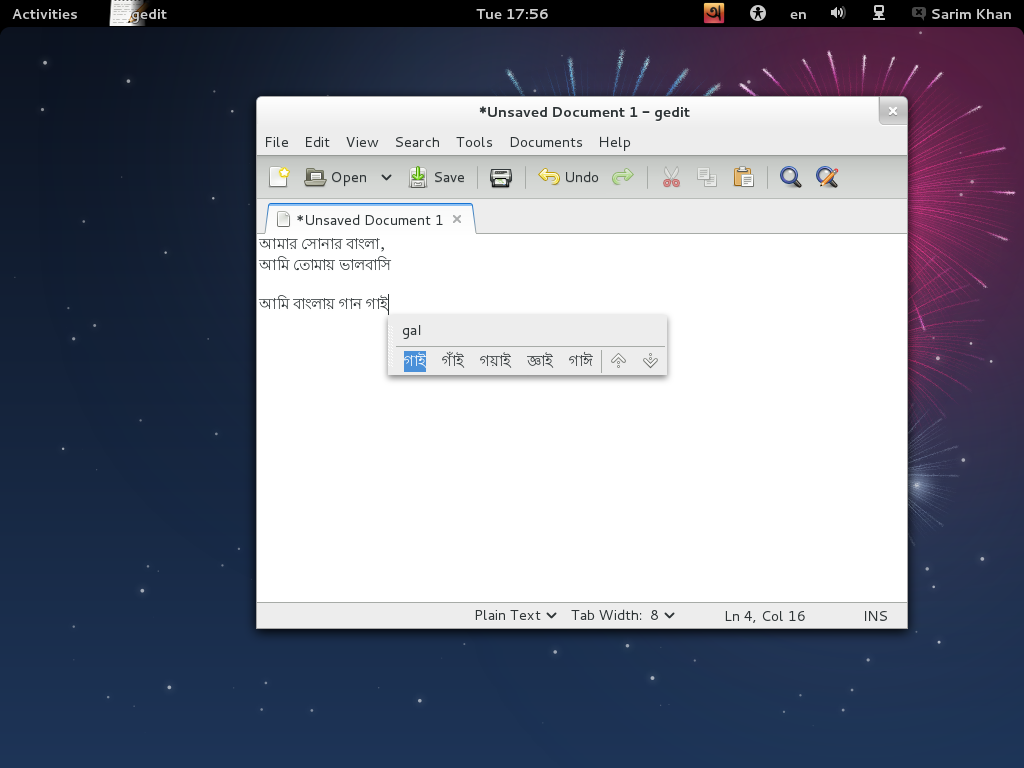 Activities gedit Tue 17:56 en Sarim Khan
*Unsaved Document 1 – gedit
File Edit View Search Tools Documents Help
Open Save Undo
*Unsaved Document 1
আমার সোনার বাংলা,
আমি তোমায় ভালবাসি
আমি বাংলায় গান গাই
gaI
গাই গাঁই গয়াই জ্ঞাই গাঈ
Plain Text Tab Width: 8 Ln 4, Col 16 INS